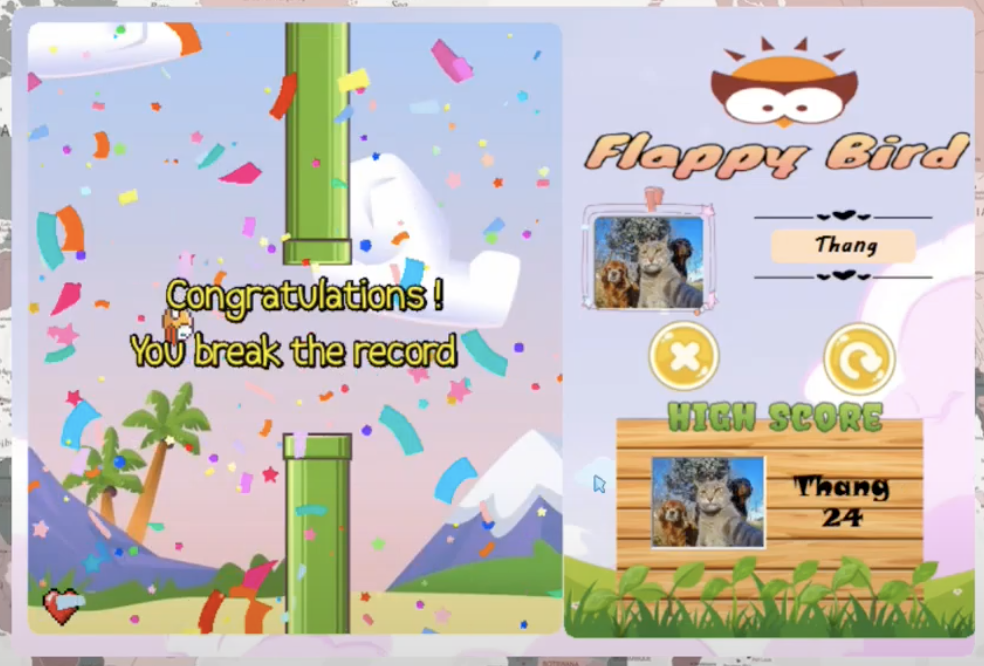 Congratulations !
You break the record
Flappy Bird
Thang
HIGH SCORE
Thang
24